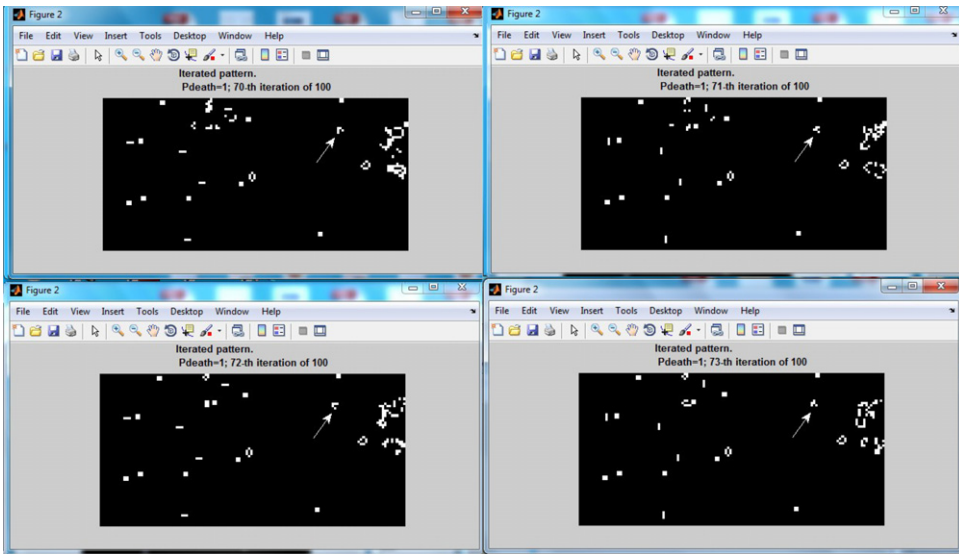 Figure 2
File Edit View Insert Tools Desktop Window Help
Iterated pattern.
Pdeath=1; 70-th iteration of 100
Figure 2
File Edit View Insert Tools Desktop Window Help
Iterated pattern.
Pdeath=1; 71-th iteration of 100
Figure 2
File Edit View Insert Tools Desktop Window Help
Iterated pattern.
Pdeath=1; 72-th iteration of 100
Figure 2
File Edit View Insert Tools Desktop Window Help
Iterated pattern.
Pdeath=1; 73-th iteration of 100